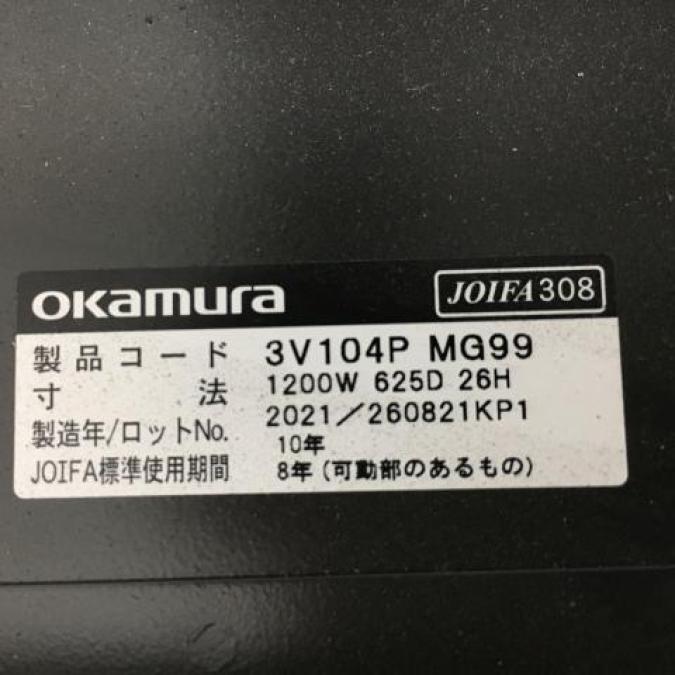 okamura
JOIFA308
製品コード 3V104P MG99
寸法 1200W 625D 26H
製造年/ロットNo. 2021/260821KP1
JOIFA標準使用期間 10年
8年(可動部のあるもの)